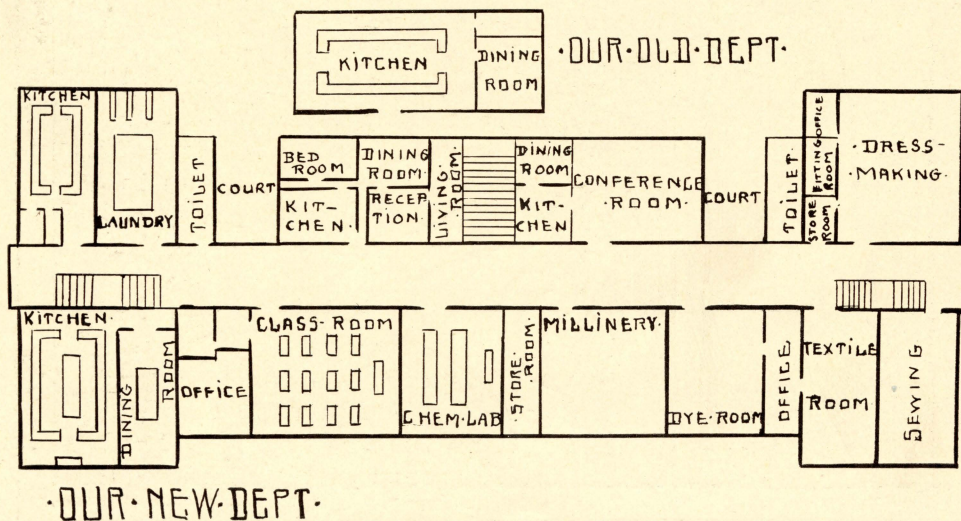 ·OUR·OLD·DEPT·
KITCHEN
DINING
ROOM
KITCHEN
LAUNDRY
TOILET
COURT
BED
ROOM
KIT-
CHEN
DINING
ROOM·
RECEP
TION·
LIVING·
ROOM·
DINING
ROOM
KIT-
CHEN
CONFERENCE
·ROOM·
COURT
TOILET
OFFICE
FITTING
ROOM
STORE
ROOM
·DRESS-
MAKING·
KITCHEN·
DINING
ROOM
OFFICE
CLASS-ROOM
CHEM·LAB
STORE·
ROOM
MILLINERY·
DYE·ROOM
OFFICE
TEXTILE
ROOM
SEWING
·OUR·NEW·DEPT·